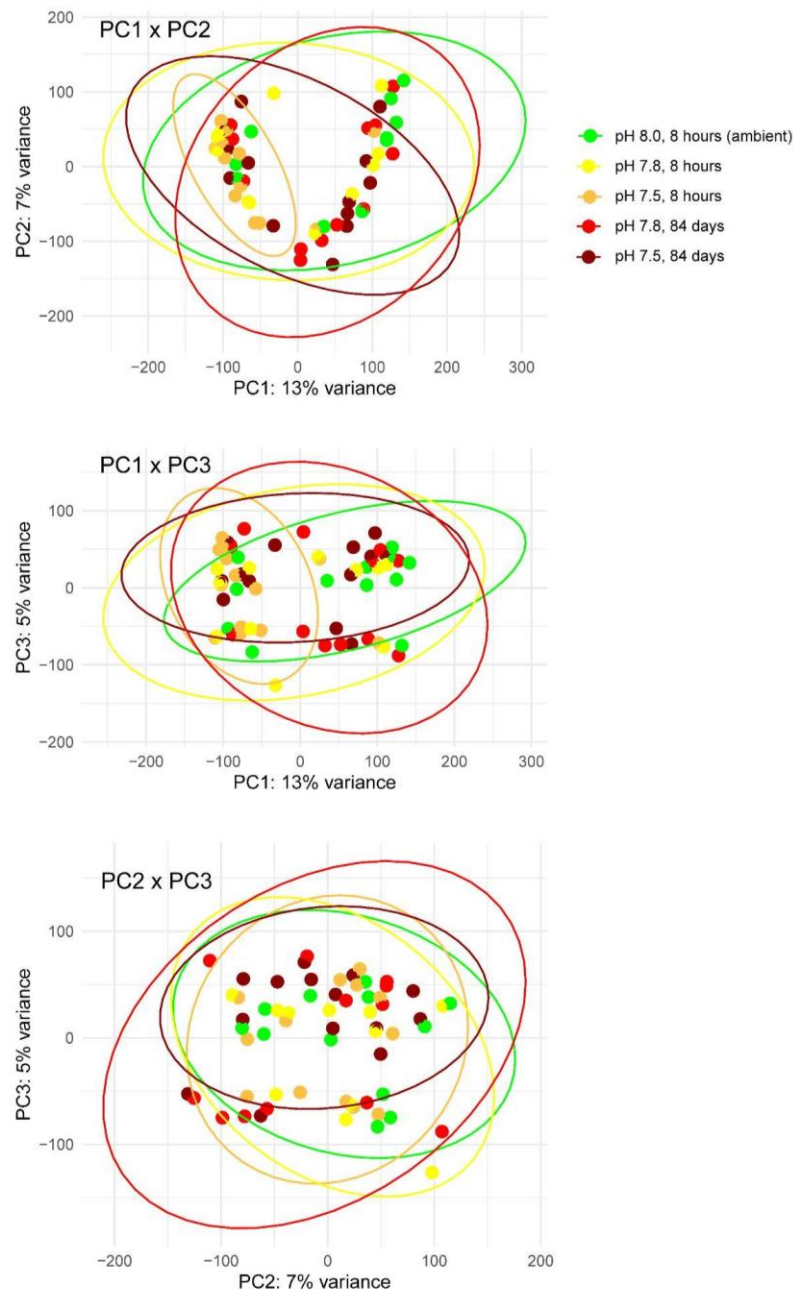 PC1 x PC2
200
100
0
−100
−200
PC2: 7% variance
−200 −100 0 100 200 300
PC1: 13% variance
pH 8.0, 8 hours (ambient)
pH 7.8, 8 hours
pH 7.5, 8 hours
pH 7.8, 84 days
pH 7.5, 84 days
PC1 x PC3
100
0
−100
−200
PC3: 5% variance
−200 −100 0 100 200 300
PC1: 13% variance
PC2 x PC3
100
0
−100
PC3: 5% variance
−200 −100 0 100 200
PC2: 7% variance